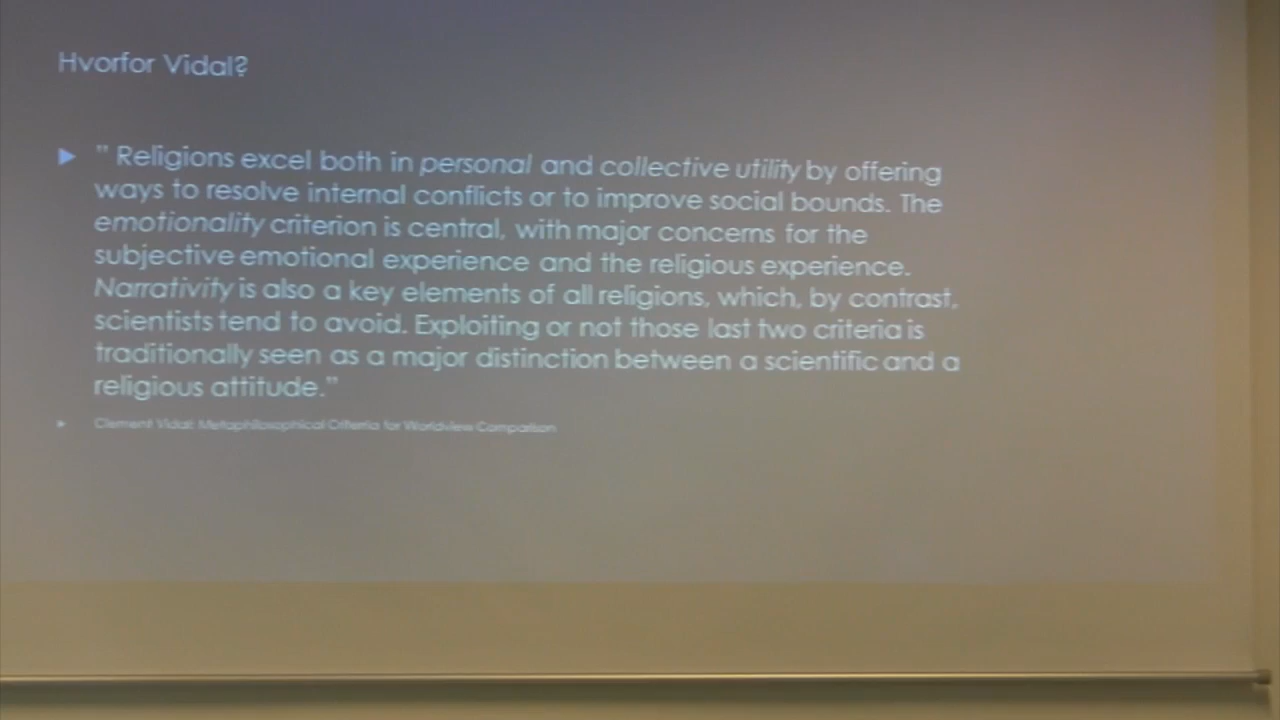 Hvorfor Vidal?
" Religions excel both in personal and collective utility by offering
ways to resolve internal conflicts or to improve social bounds. The
emotionality criterion is central, with major concerns for the
subjective emotional experience and the religious experience.
Narrativity is also a key elements of all religions, which, by contrast,
scientists tend to avoid. Exploiting or not those last two criteria is
traditionally seen as a major distinction between a scientific and a
religious attitude."
Clement Vidal: Metaphilosophical Criteria for Worldview Comparison